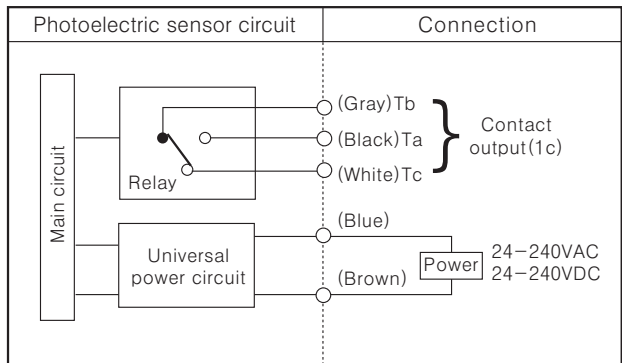 Photoelectric sensor circuit
Connection
Main circuit
Relay
(Gray)Tb
(Black)Ta
(White)Tc
Contact
output(1c)
Universal
power circuit
(Blue)
(Brown)
Power
24-240VAC
24-240VDC